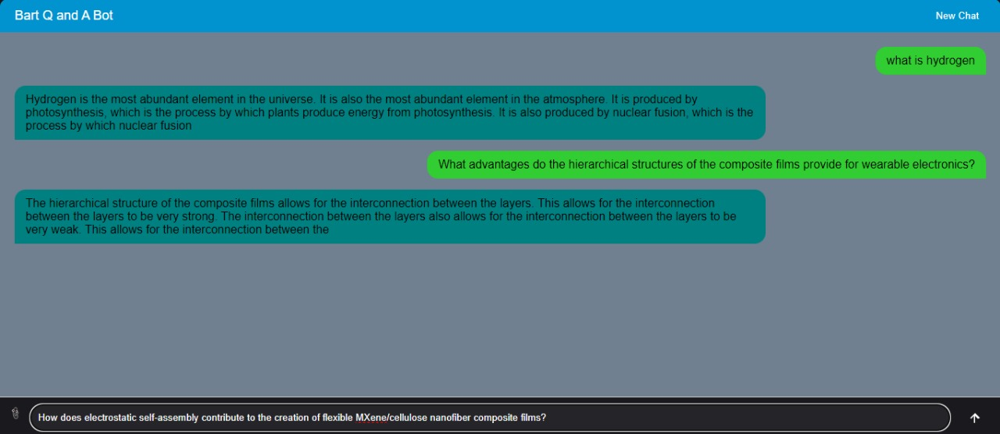 Bart Q and A Bot
New Chat
what is hydrogen
Hydrogen is the most abundant element in the universe. It is also the most abundant element in the atmosphere. It is produced by
photosynthesis, which is the process by which plants produce energy from photosynthesis. It is also produced by nuclear fusion, which is the
process by which nuclear fusion
What advantages do the hierarchical structures of the composite films provide for wearable electronics?
The hierarchical structure of the composite films allows for the interconnection between the layers. This allows for the interconnection
between the layers to be very strong. The interconnection between the layers also allows for the interconnection between the layers to be
very weak. This allows for the interconnection between the
How does electrostatic self-assembly contribute to the creation of flexible MXene/cellulose nanofiber composite films?